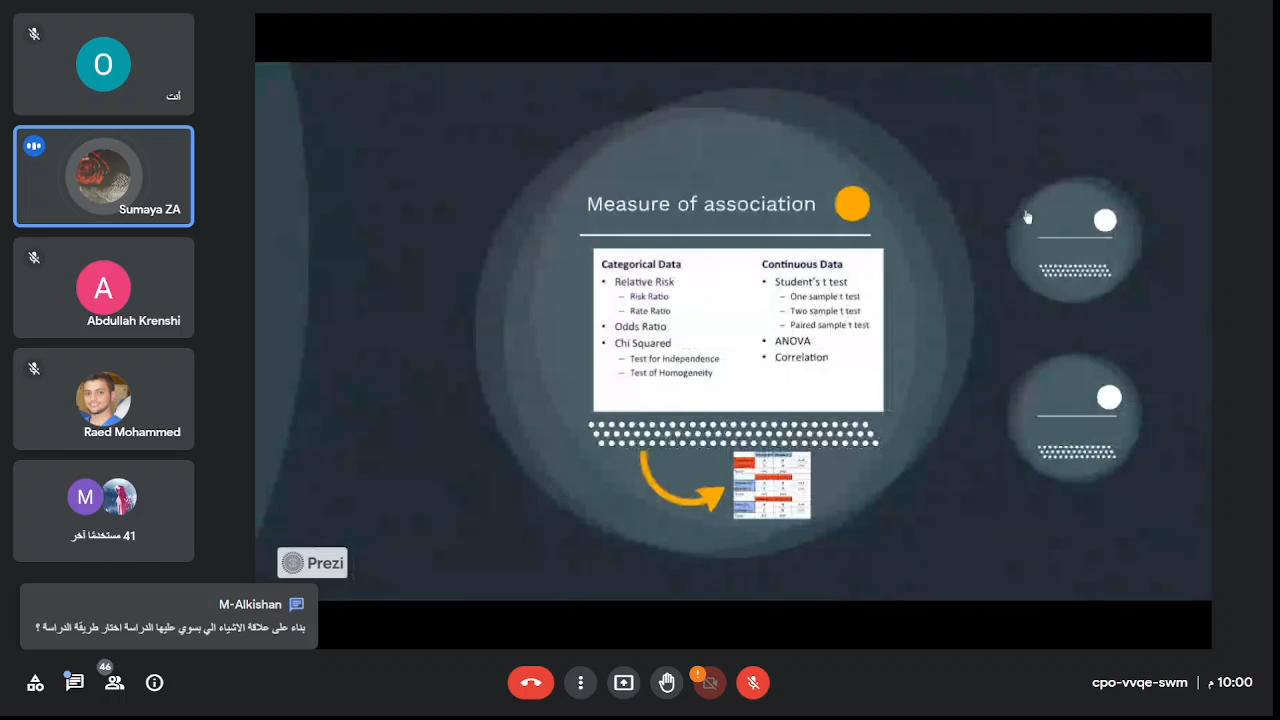 O
أنت
Sumaya ZA
A
Abdullah Krenshi
Raed Mohammed
M
41 مستخدمًا آخر
Measure of association
Categorical Data
• Relative Risk
– Risk Ratio
– Rate Ratio
• Odds Ratio
• Chi Squared
– Test for Independence
– Test of Homogeneity
Continuous Data
• Student's t test
– One sample t test
– Two sample t test
– Paired sample t test
• ANOVA
• Correlation
Prezi
M-Alkishan
بناء على علاقة الاشياء الي بسوي عليها الدراسة اختار طريقة الدراسة ؟
46
!
cpo-vvqe-swm | 10:00 م